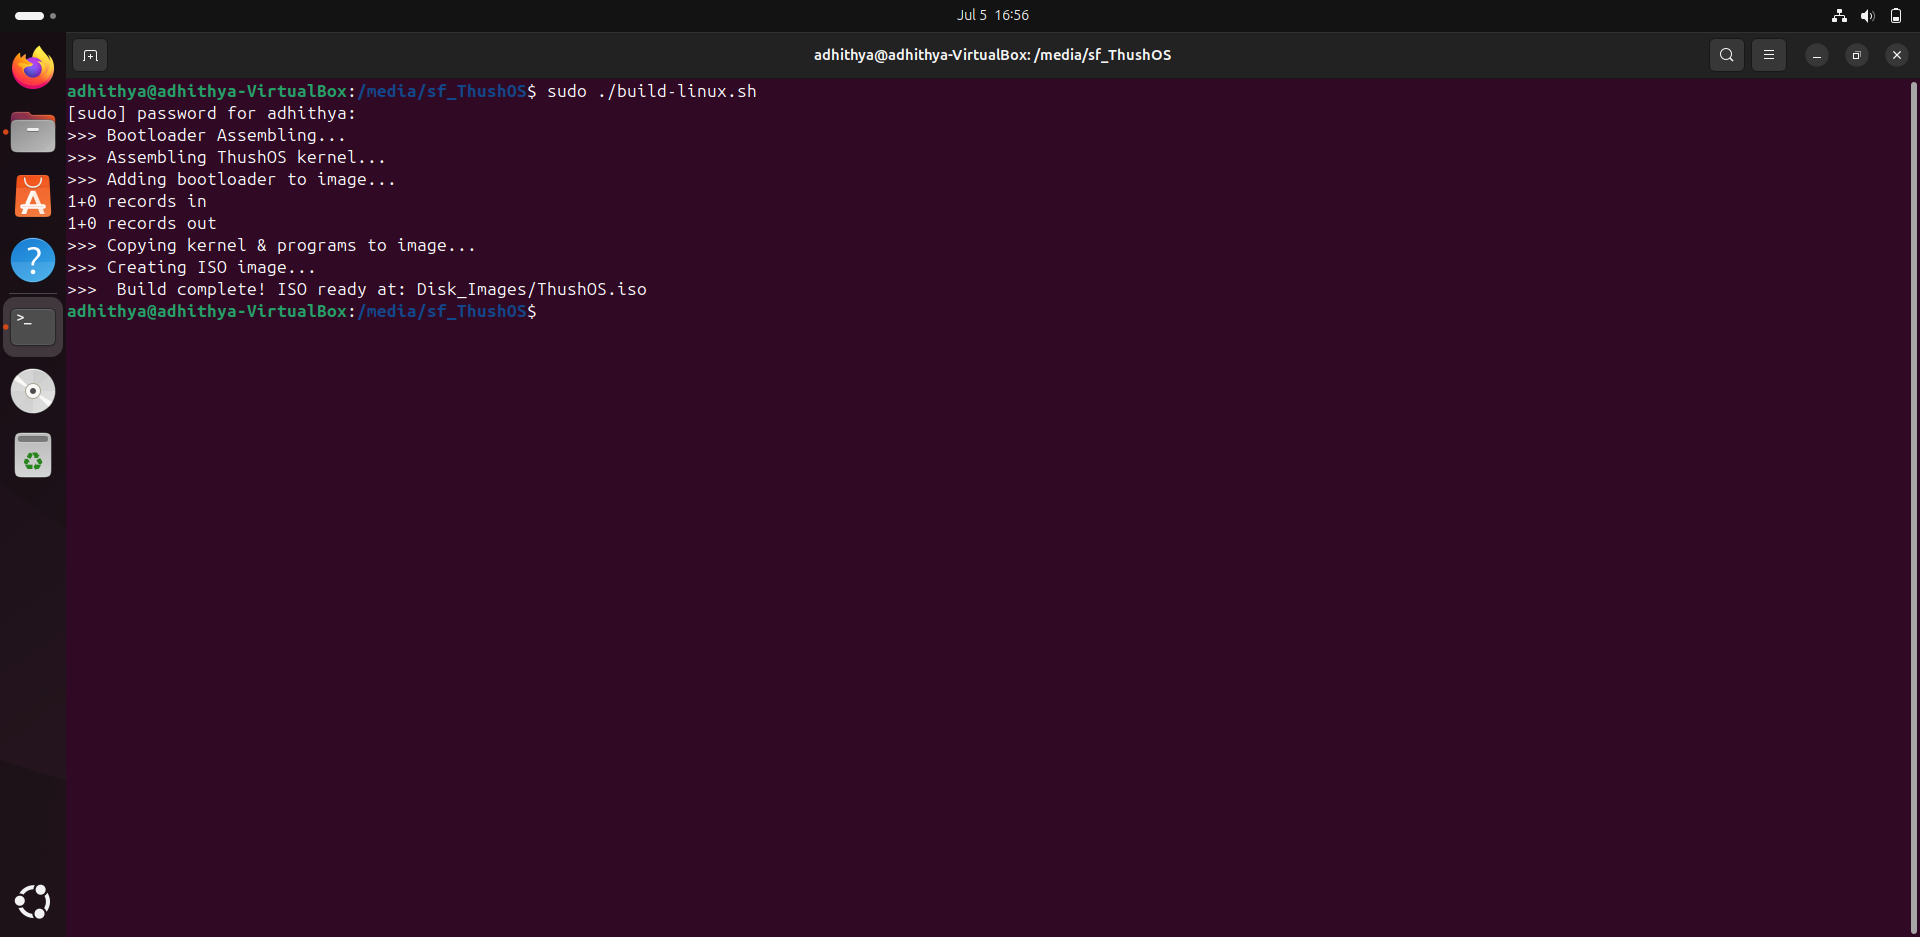 Jul 5 16:56
adhithya@adhithya-VirtualBox: /media/sf_ThushOS
adhithya@adhithya-VirtualBox:/media/sf_ThushOS$ sudo ./build-linux.sh
[sudo] password for adhithya:
>>> Bootloader Assembling...
>>> Assembling ThushOS kernel...
>>> Adding bootloader to image...
1+0 records in
1+0 records out
>>> Copying kernel & programs to image...
>>> Creating ISO image...
>>>  Build complete! ISO ready at: Disk_Images/ThushOS.iso
adhithya@adhithya-VirtualBox:/media/sf_ThushOS$